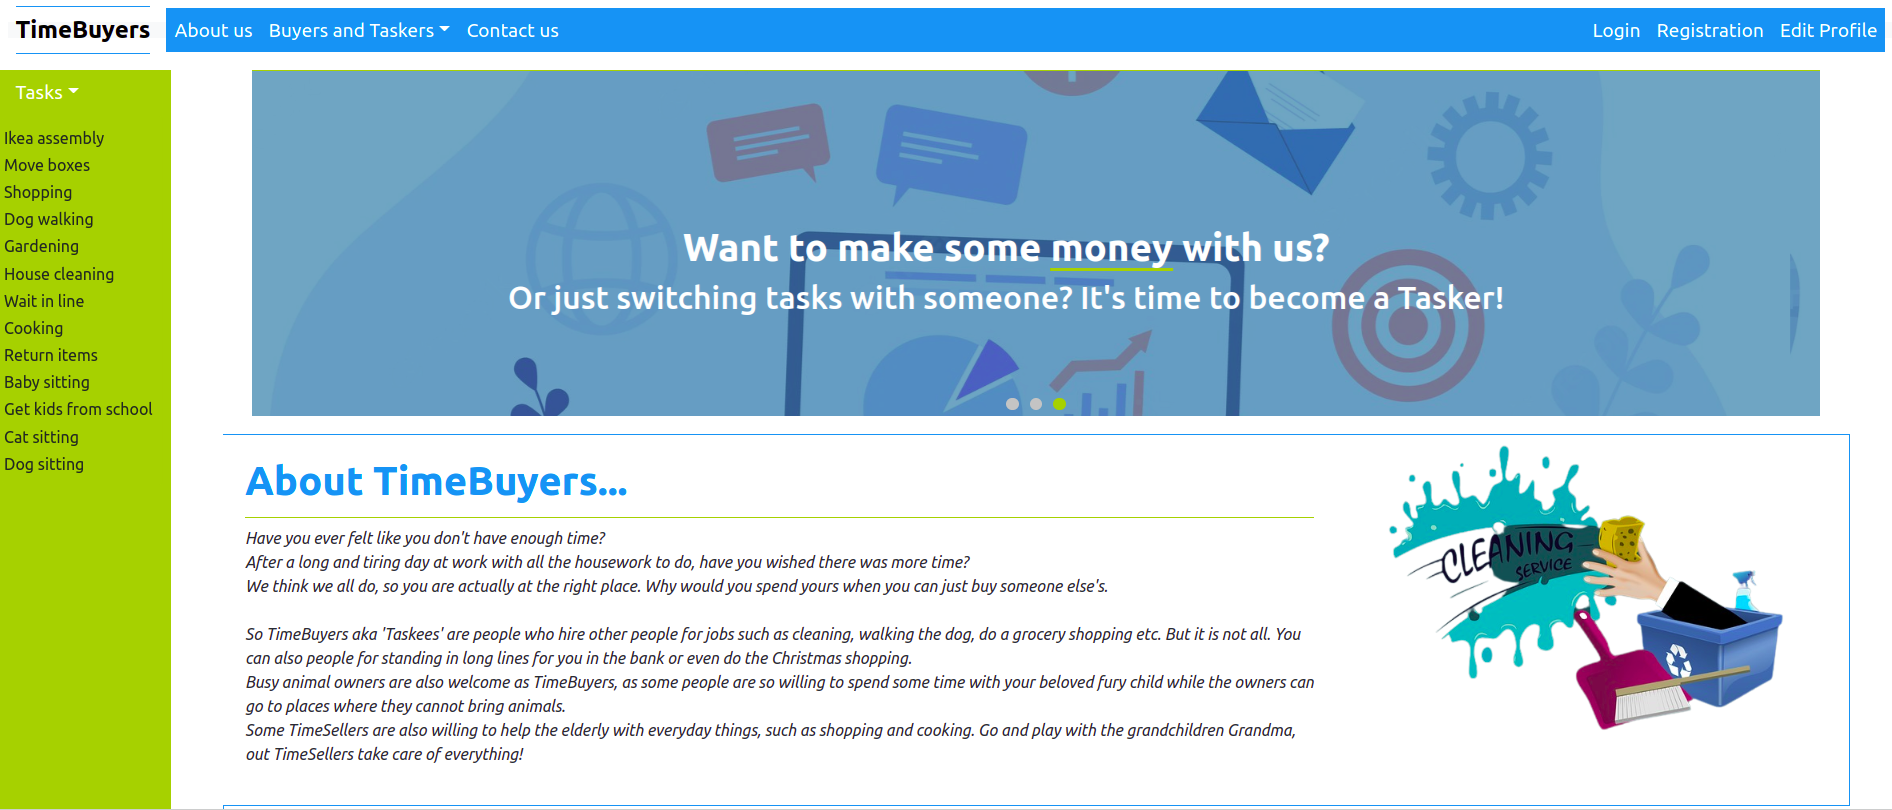 TimeBuyers
About us
Buyers and Taskers
Contact us
Login
Registration
Edit Profile
Tasks
Ikea assembly
Move boxes
Shopping
Dog walking
Gardening
House cleaning
Wait in line
Cooking
Return items
Baby sitting
Get kids from school
Cat sitting
Dog sitting
Want to make some money with us?
Or just switching tasks with someone? It's time to become a Tasker!
About TimeBuyers...
Have you ever felt like you don't have enough time?
After a long and tiring day at work with all the housework to do, have you wished there was more time?
We think we all do, so you are actually at the right place. Why would you spend yours when you can just buy someone else's.
So TimeBuyers aka 'Taskees' are people who hire other people for jobs such as cleaning, walking the dog, do a grocery shopping etc. But it is not all. You
can also people for standing in long lines for you in the bank or even do the Christmas shopping.
Busy animal owners are also welcome as TimeBuyers, as some people are so willing to spend some time with your beloved fury child while the owners can
go to places where they cannot bring animals.
Some TimeSellers are also willing to help the elderly with everyday things, such as shopping and cooking. Go and play with the grandchildren Grandma,
out TimeSellers take care of everything!
CLEANING
SERVICE